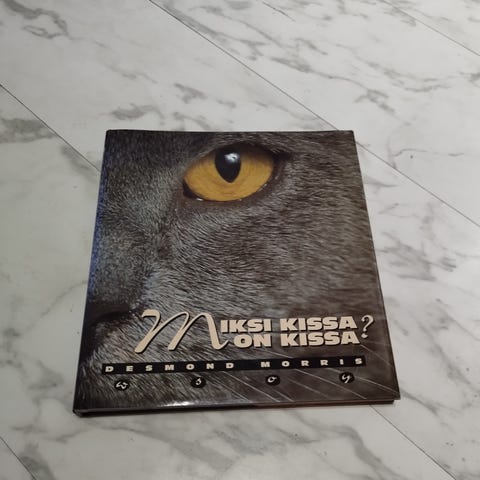 MIKSI KISSA
ON KISSA?
DESMOND MORRIS
WSOY